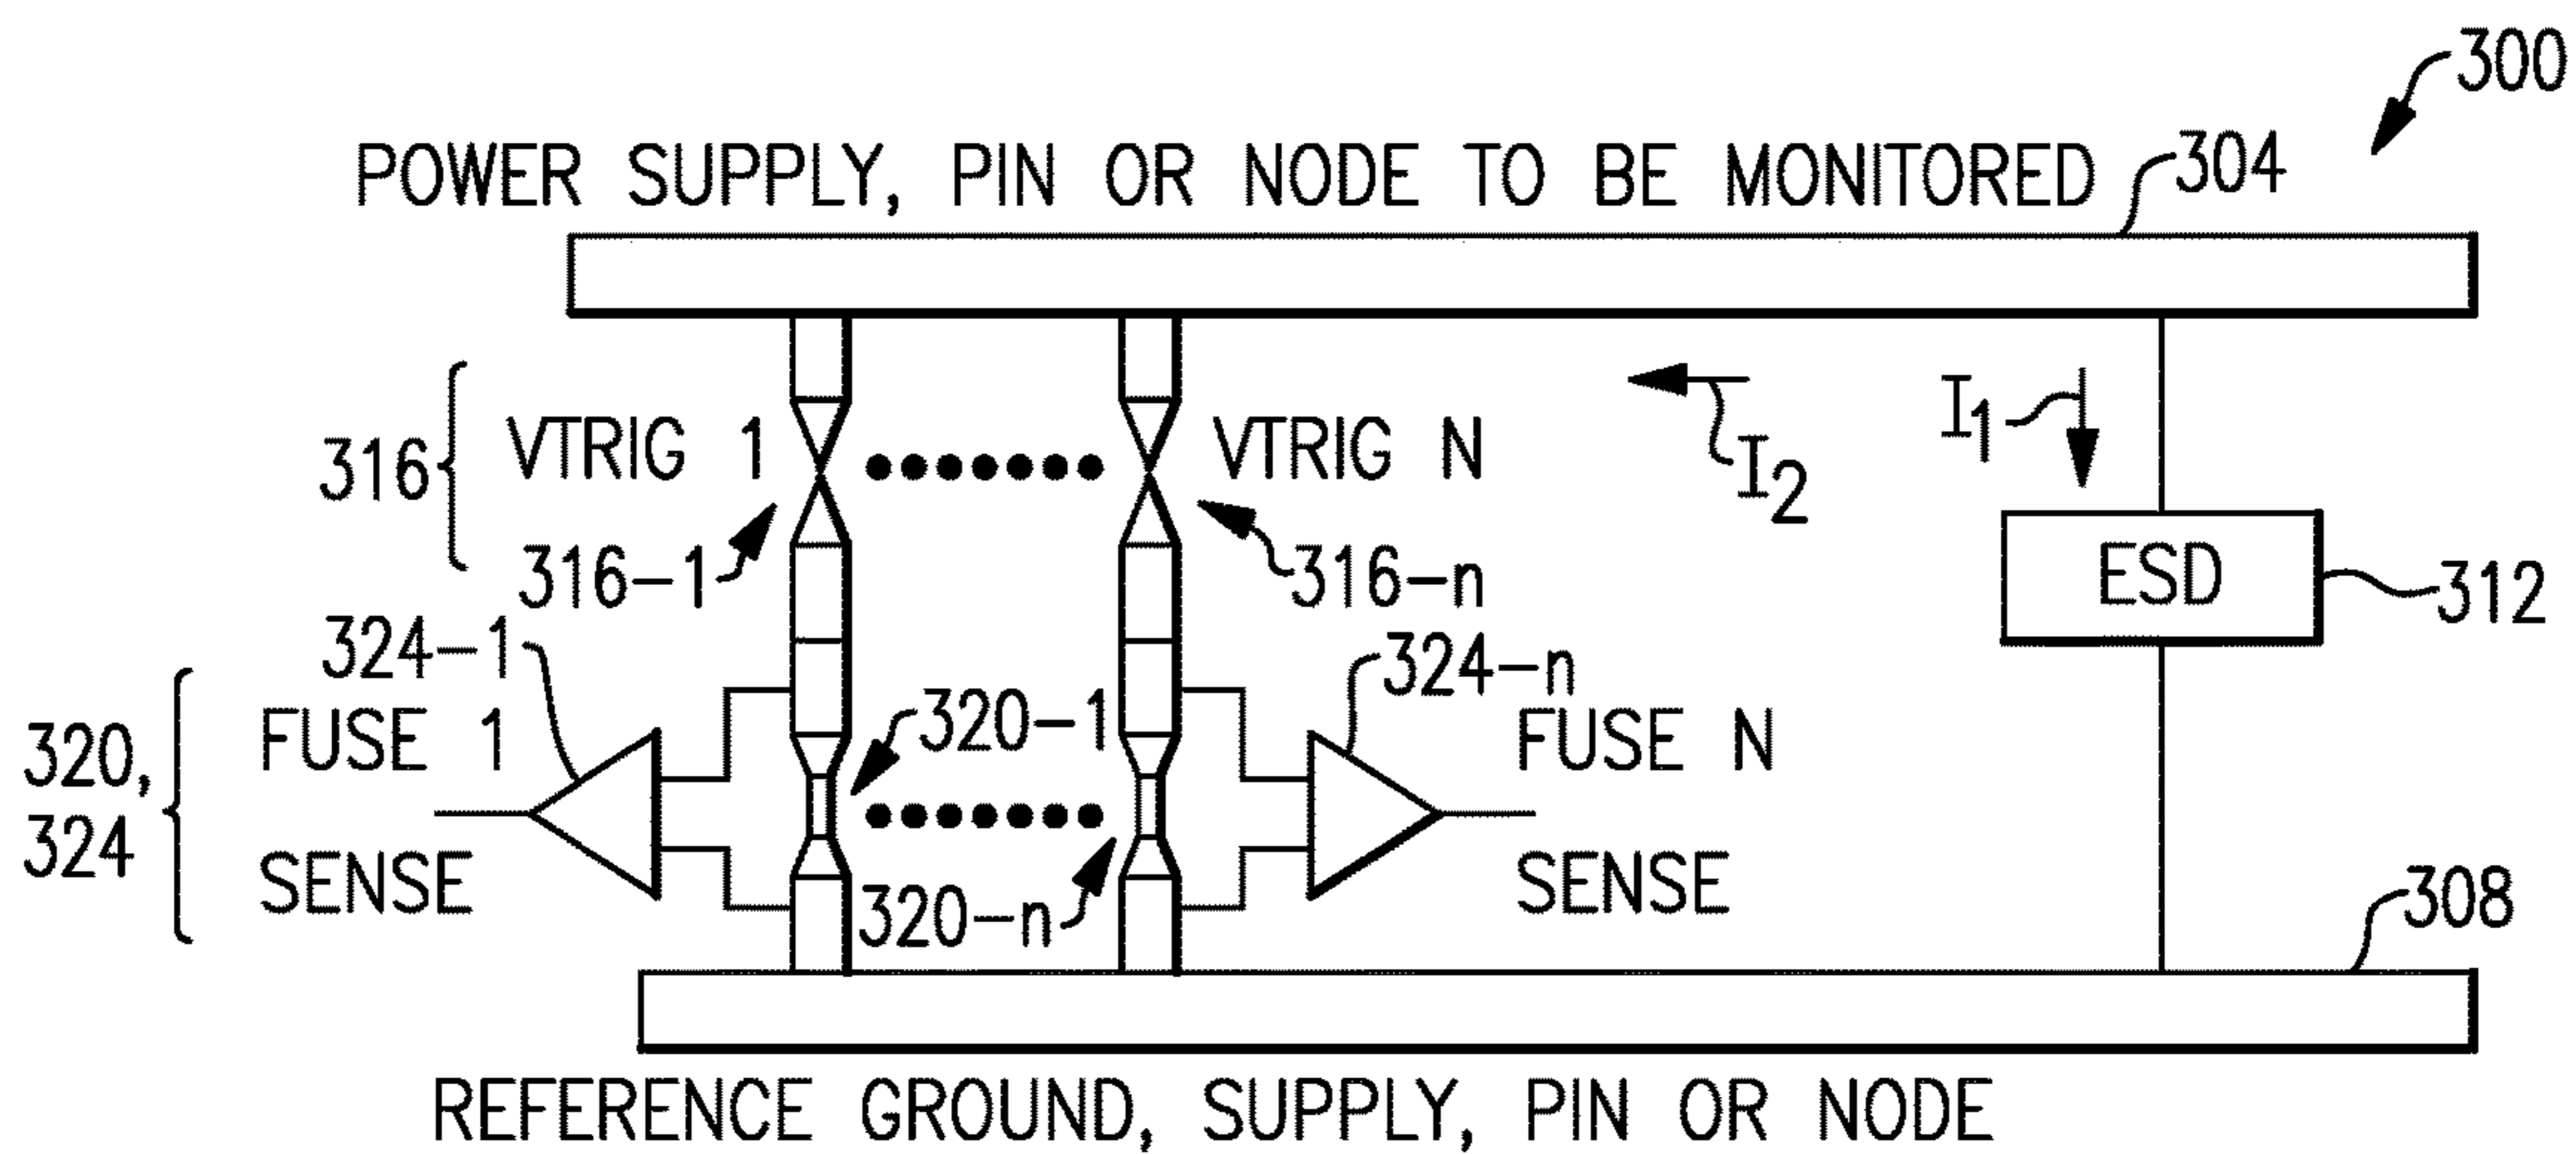 300
304
POWER SUPPLY, PIN OR NODE TO BE MONITORED
316
VTRIG 1
VTRIG N
I2
I1
316-1
316-n
ESD
312
324-1
324-n
320,
324
FUSE 1
320-1
FUSE N
SENSE
320-n
SENSE
308
REFERENCE GROUND, SUPPLY, PIN OR NODE